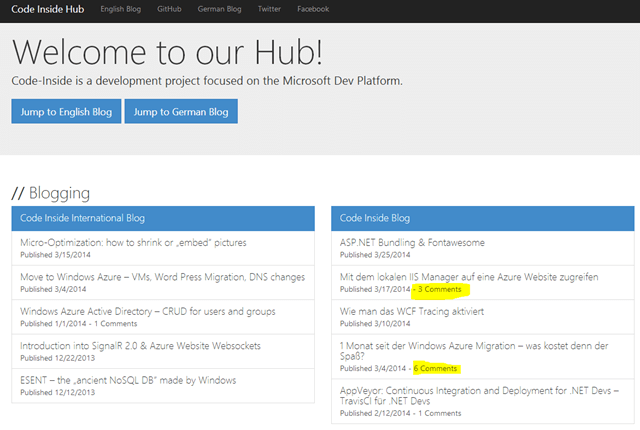 Code Inside Hub English Blog GitHub German Blog Twitter Facebook
Welcome to our Hub!
Code-Inside is a development project focused on the Microsoft Dev Platform.
Jump to English Blog Jump to German Blog
// Blogging
Code Inside International Blog
Micro-Optimization: how to shrink or „embed" pictures
Published 3/15/2014
Move to Windows Azure – VMs, Word Press Migration, DNS changes
Published 3/4/2014
Windows Azure Active Directory – CRUD for users and groups
Published 1/1/2014 - 1 Comments
Introduction into SignalR 2.0 & Azure Website Websockets
Published 12/22/2013
ESENT – the „ancient NoSQL DB" made by Windows
Published 12/12/2013
Code Inside Blog
ASP.NET Bundling & Fontawesome
Published 3/25/2014
Mit dem lokalen IIS Manager auf eine Azure Website zugreifen
Published 3/17/2014 - 3 Comments
Wie man das WCF Tracing aktiviert
Published 3/10/2014
1 Monat seit der Windows Azure Migration – was kostet denn der
Spaß?
Published 3/4/2014 - 6 Comments
AppVeyor: Continuous Integration and Deployment for .NET Devs –
TravisCI für .NET Devs
Published 2/12/2014 - 1 Comments